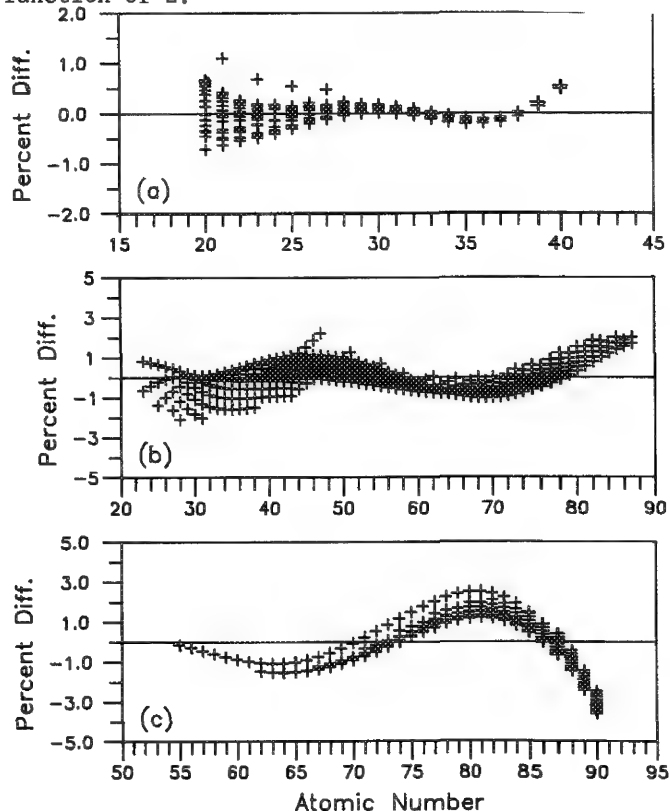 function of Z.
2.0
1.0
0.0
-1.0
-2.0
Percent Diff.
(a)
15 20 25 30 35 40 45
5
3
1
-1
-3
-5
Percent Diff.
(b)
20 30 40 50 60 70 80 90
5.0
3.0
1.0
-1.0
-3.0
-5.0
Percent Diff.
(c)
50 55 60 65 70 75 80 85 90 95
Atomic Number